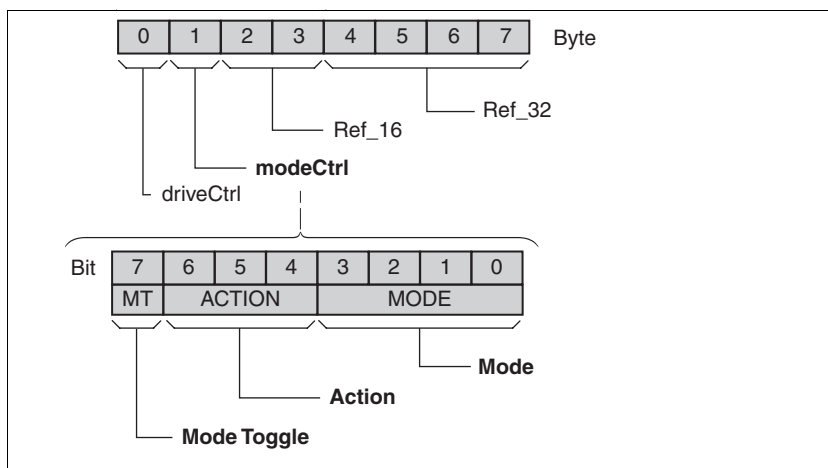 0 1 2 3 4 5 6 7 Byte
Ref_32
Ref_16
modeCtrl
driveCtrl
Bit 7 6 5 4 3 2 1 0
MT ACTION MODE
Mode
Action
Mode Toggle